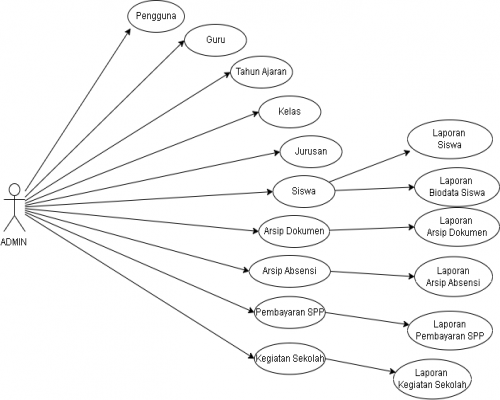 Pengguna
Guru
Tahun Ajaran
Kelas
Jurusan
Siswa
Arsip Dokumen
Arsip Absensi
Pembayaran SPP
Kegiatan Sekolah
ADMIN
Laporan
Siswa
Laporan
Biodata Siswa
Laporan
Arsip Dokumen
Laporan
Arsip Absensi
Laporan
Pembayaran SPP
Laporan
Kegiatan Sekolah